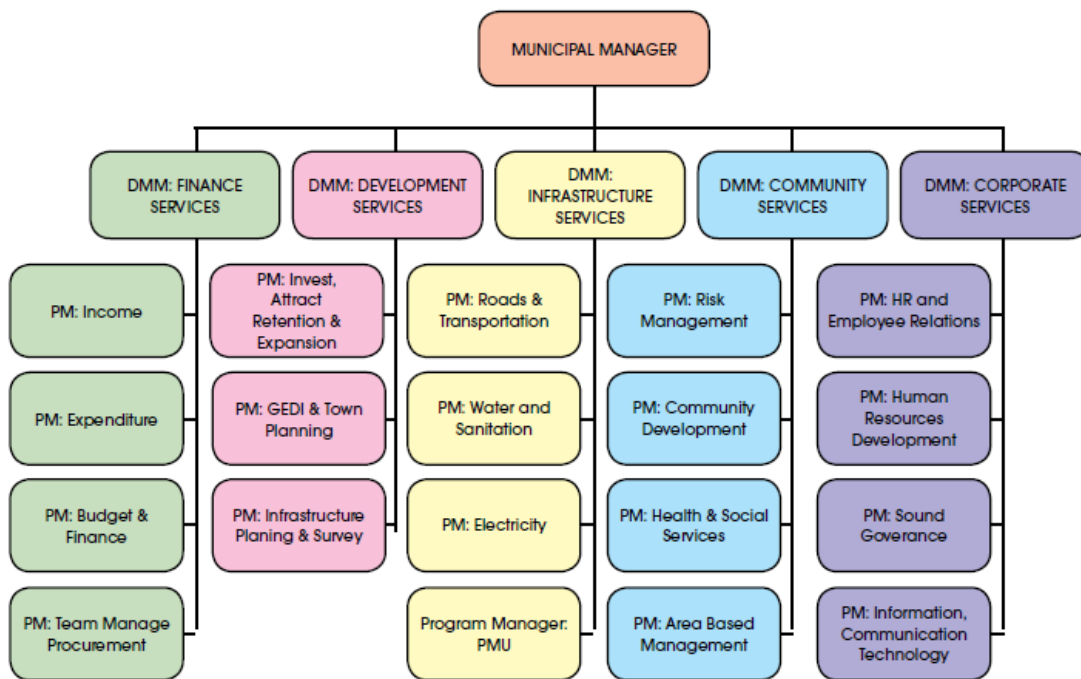 MUNICIPAL MANAGER
DMM: FINANCE
SERVICES
DMM: DEVELOPMENT
SERVICES
DMM:
INFRASTRUCTURE
SERVICES
DMM: COMMUNITY
SERVICES
DMM: CORPORATE
SERVICES
PM: Income
PM: Invest,
Attract
Retention &
Expansion
PM: Roads &
Transportation
PM: Risk
Management
PM: HR and
Employee Relations
PM: Expenditure
PM: GEDI & Town
Planning
PM: Water and
Sanitation
PM: Community
Development
PM: Human
Resources
Development
PM: Budget &
Finance
PM: Infrastructure
Planing & Survey
PM: Electricity
PM: Health & Social
Services
PM: Sound
Goverance
PM: Team Manage
Procurement
Program Manager:
PMU
PM: Area Based
Management
PM: Information,
Communication
Technology